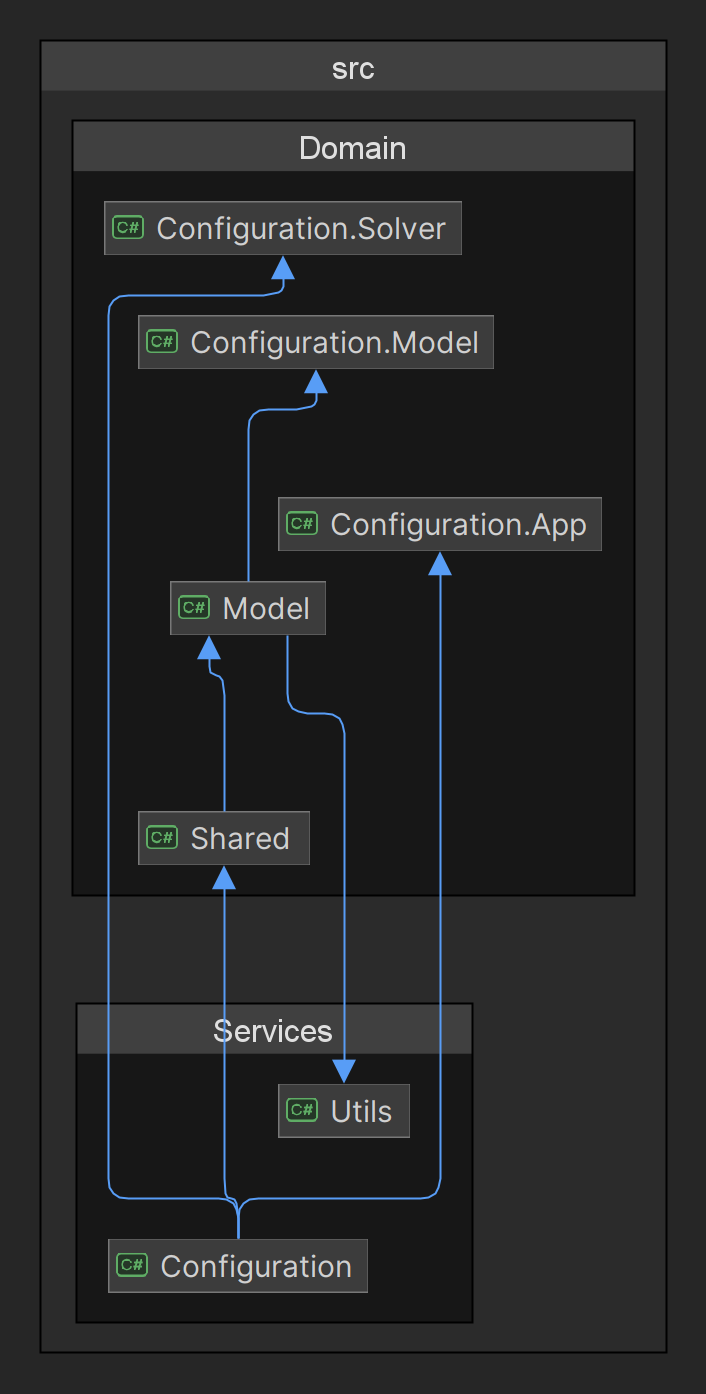 src
Domain
C# Configuration.Solver
C# Configuration.Model
C# Configuration.App
C# Model
C# Shared
Services
C# Utils
C# Configuration